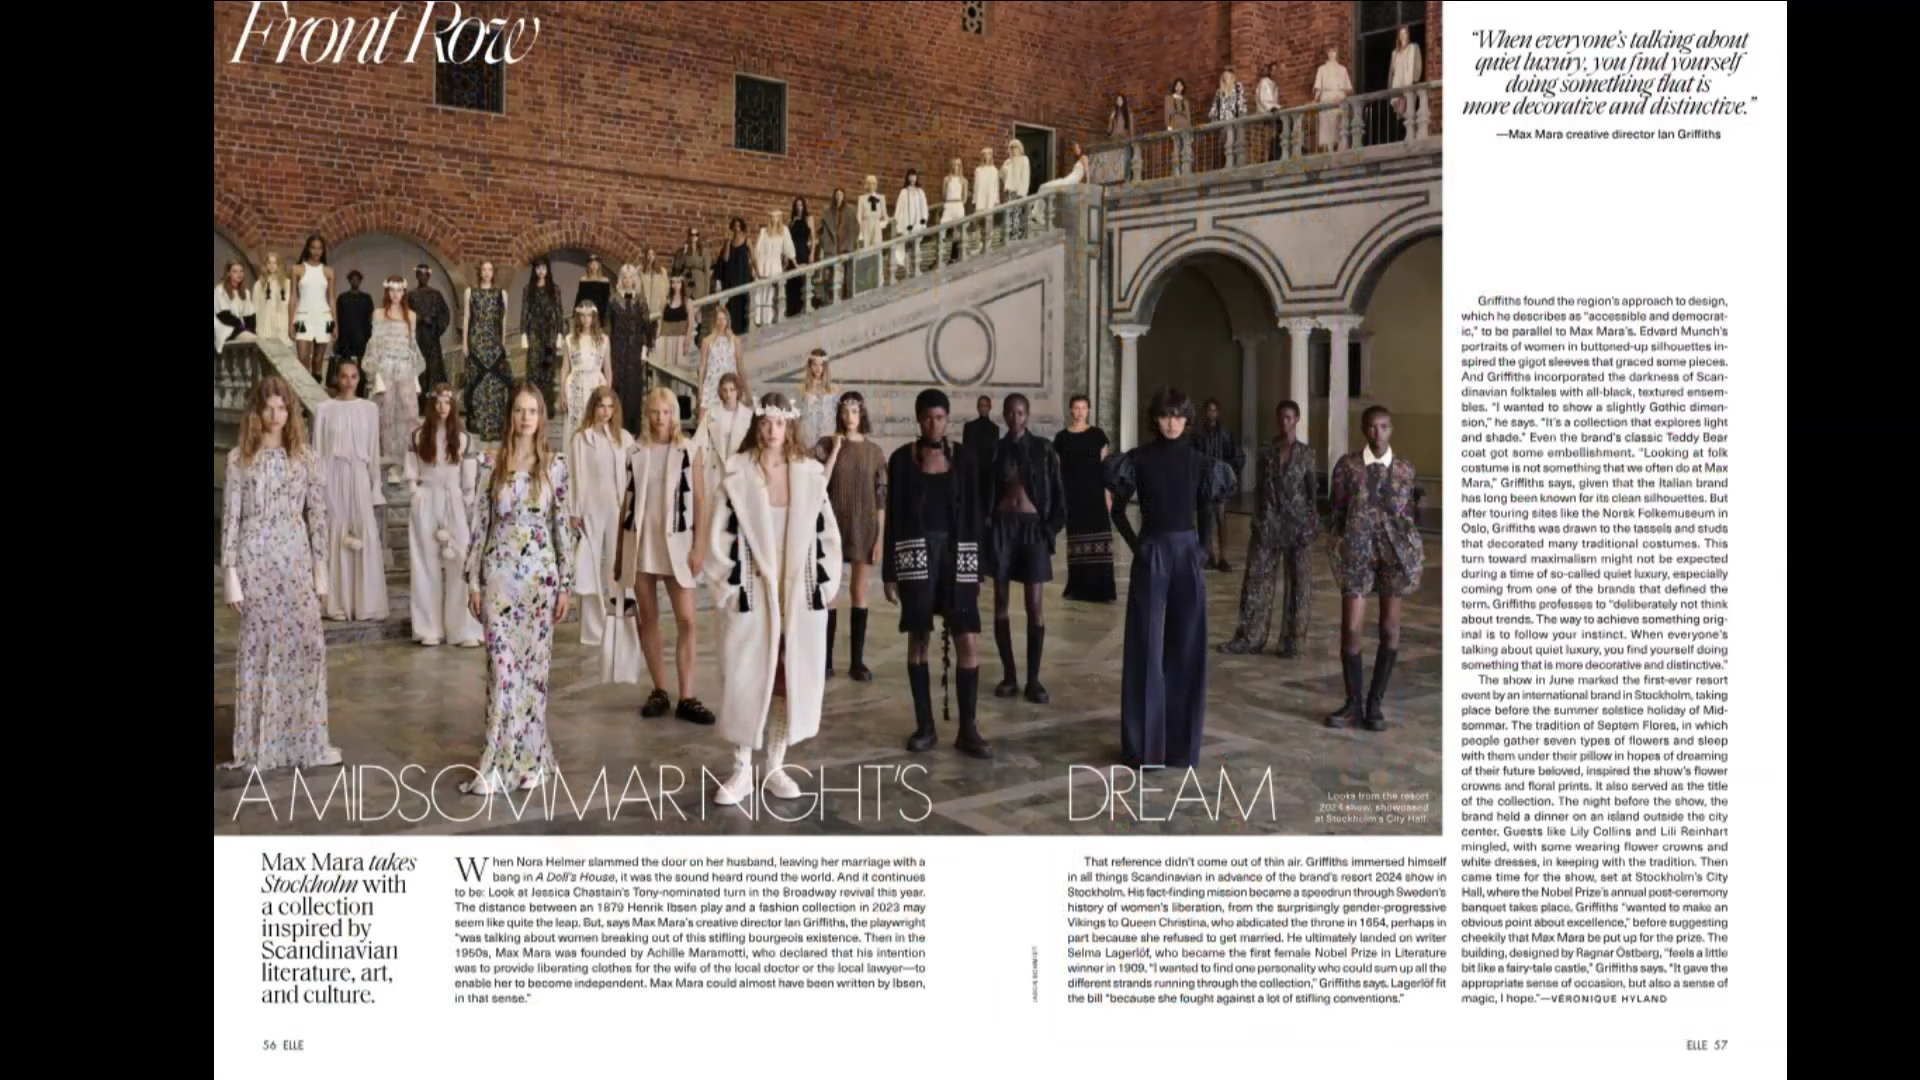 Front Row
"When everyone's talking about
quiet luxury, you find yourself
doing something that is
more decorative and distinctive."
—Max Mara creative director Ian Griffiths
A MIDSOMMAR NIGHT'S DREAM
Looks from the resort
2024 show, showcased
at Stockholm's City Hall.
Max Mara takes
Stockholm with
a collection
inspired by
Scandinavian
literature, art,
and culture.
When Nora Helmer slammed the door on her husband, leaving her marriage with a
bang in A Doll's House, it was the sound heard round the world. And it continues
to be: Look at Jessica Chastain's Tony-nominated turn in the Broadway revival this year.
The distance between an 1879 Henrik Ibsen play and a fashion collection in 2023 may
seem like quite the leap. But, says Max Mara's creative director Ian Griffiths, the playwright
"was talking about women breaking out of this stifling bourgeois existence. Then in the
1950s, Max Mara was founded by Achille Maramotti, who declared that his intention
was to provide liberating clothes for the wife of the local doctor or the local lawyer—to
enable her to become independent. Max Mara could almost have been written by Ibsen,
in that sense."
That reference didn't come out of thin air. Griffiths immersed himself
in all things Scandinavian in advance of the brand's resort 2024 show in
Stockholm. His fact-finding mission became a speedrun through Sweden's
history of women's liberation, from the surprisingly gender-progressive
Vikings to Queen Christina, who abdicated the throne in 1654, perhaps in
part because she refused to get married. He ultimately landed on writer
Selma Lagerlöf, who became the first female Nobel Prize in Literature
winner in 1909. "I wanted to find one personality who could sum up all the
different strands running through the collection," Griffiths says. Lagerlöf fit
the bill "because she fought against a lot of stifling conventions."
Griffiths found the region's approach to design,
which he describes as "accessible and democrat-
ic," to be parallel to Max Mara's. Edvard Munch's
portraits of women in buttoned-up silhouettes in-
spired the gigot sleeves that graced some pieces.
And Griffiths incorporated the darkness of Scan-
dinavian folktales with all-black, textured ensem-
bles. "I wanted to show a slightly Gothic dimen-
sion," he says. "It's a collection that explores light
and shade." Even the brand's classic Teddy Bear
coat got some embellishment. "Looking at folk
costume is not something that we often do at Max
Mara," Griffiths says, given that the Italian brand
has long been known for its clean silhouettes. But
after touring sites like the Norsk Folkemuseum in
Oslo, Griffiths was drawn to the tassels and studs
that decorated many traditional costumes. This
turn toward maximalism might not be expected
during a time of so-called quiet luxury, especially
coming from one of the brands that defined the
term. Griffiths professes to "deliberately not think
about trends. The way to achieve something orig-
inal is to follow your instinct. When everyone's
talking about quiet luxury, you find yourself doing
something that is more decorative and distinctive."
The show in June marked the first-ever resort
event by an international brand in Stockholm, taking
place before the summer solstice holiday of Mid-
sommar. The tradition of Septem Flores, in which
people gather seven types of flowers and sleep
with them under their pillow in hopes of dreaming
of their future beloved, inspired the show's flower
crowns and floral prints. It also served as the title
of the collection. The night before the show, the
brand held a dinner on an island outside the city
center. Guests like Lily Collins and Lili Reinhart
mingled, with some wearing flower crowns and
white dresses, in keeping with the tradition. Then
came time for the show, set at Stockholm's City
Hall, where the Nobel Prize's annual post-ceremony
banquet takes place. Griffiths "wanted to make an
obvious point about excellence," before suggesting
cheekily that Max Mara be put up for the prize. The
building, designed by Ragnar Östberg, "feels a little
bit like a fairy-tale castle," Griffiths says. "It gave the
appropriate sense of occasion, but also a sense of
magic, I hope."—VÉRONIQUE HYLAND
56 ELLE
ELLE 57